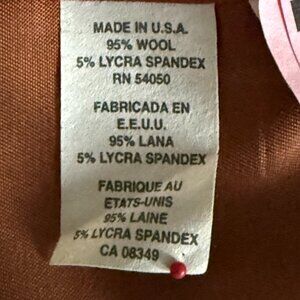 MADE IN U.S.A.
95% WOOL
5% LYCRA SPANDEX
RN 54050
FABRICADA EN
E.E.U.U.
95% LANA
5% LYCRA SPANDEX
FABRIQUE AU
ETATS-UNIS
95% LAINE
5% LYCRA SPANDEX
CA 08349